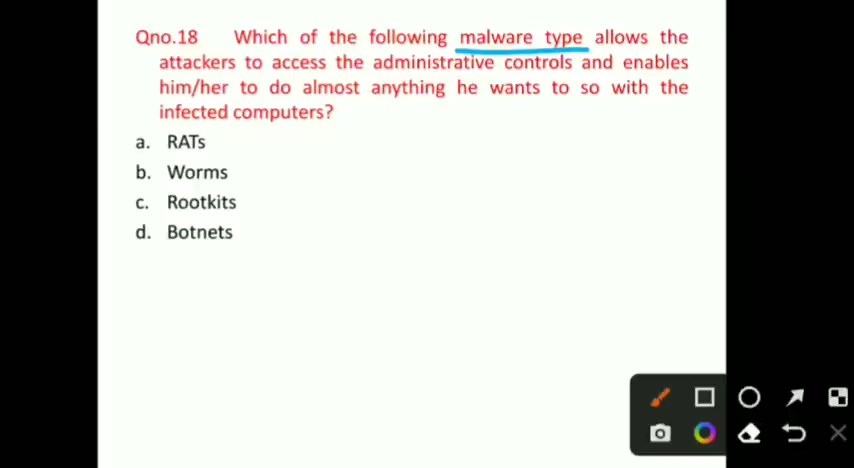 Qno.18 Which of the following malware type allows the
attackers to access the administrative controls and enables
him/her to do almost anything he wants to so with the
infected computers?
a. RATs
b. Worms
c. Rootkits
d. Botnets